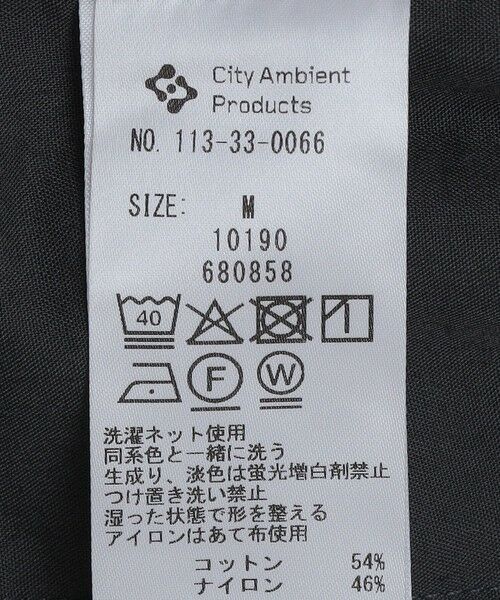 City Ambient
Products
NO. 113-33-0066
SIZE: M
10190
680858
40
F W
洗濯ネット使用
同系色と一緒に洗う
生成り、淡色は蛍光増白剤禁止
つけ置き洗い禁止
湿った状態で形を整える
アイロンはあて布使用
コットン 54%
ナイロン 46%